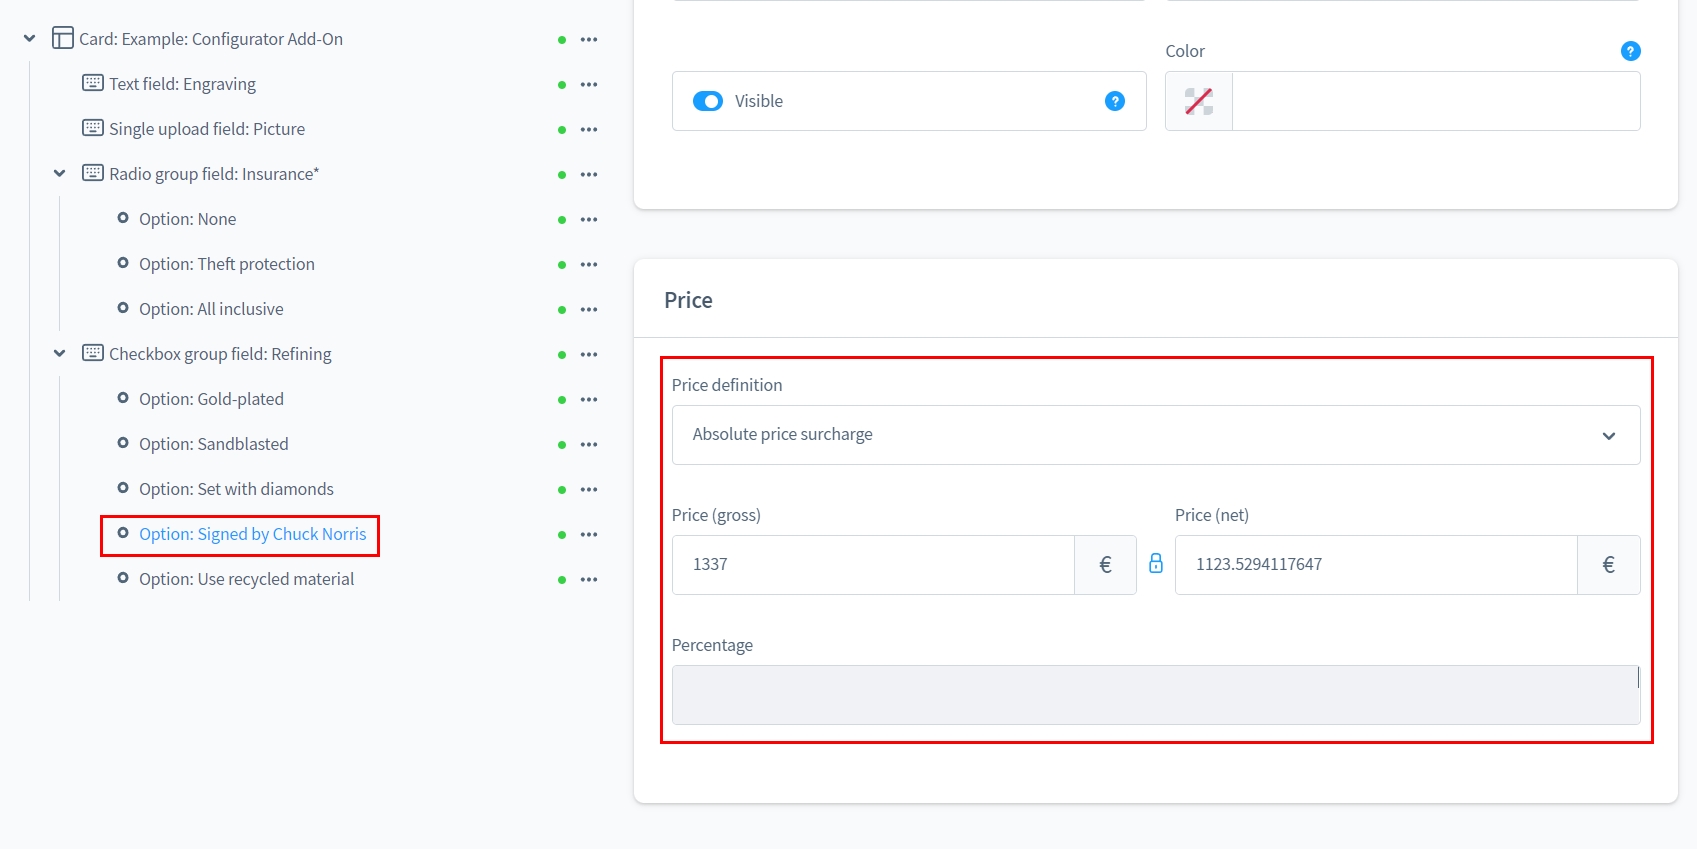 Card: Example: Configurator Add-On
Text field: Engraving
Single upload field: Picture
Radio group field: Insurance*
Option: None
Option: Theft protection
Option: All inclusive
Checkbox group field: Refining
Option: Gold-plated
Option: Sandblasted
Option: Set with diamonds
Option: Signed by Chuck Norris
Option: Use recycled material
Color
?
Visible
?
Price
Price definition
Absolute price surcharge
Price (gross)
Price (net)
1337 €
1123.5294117647 €
Percentage